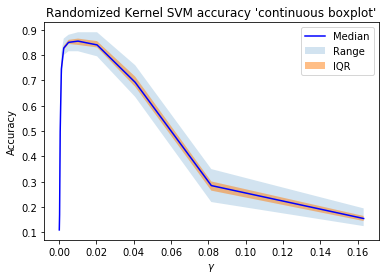 Randomized Kernel SVM accuracy 'continuous boxplot'
Median
Range
IQR
Accuracy
0.9
0.8
0.7
0.6
0.5
0.4
0.3
0.2
0.1
0.00 0.02 0.04 0.06 0.08 0.10 0.12 0.14 0.16
γ